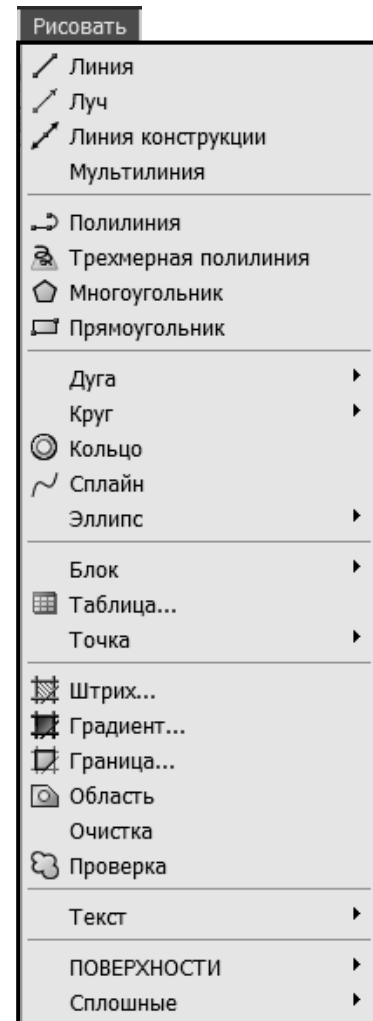 Рисовать
Линия
Луч
Линия конструкции
Мультилиния
Полилиния
Трехмерная полилиния
Многоугольник
Прямоугольник
Дуга
Круг
Кольцо
Сплайн
Эллипс
Блок
Таблица...
Точка
Штрих...
Градиент...
Граница...
Область
Очистка
Проверка
Текст
ПОВЕРХНОСТИ
Сплошные